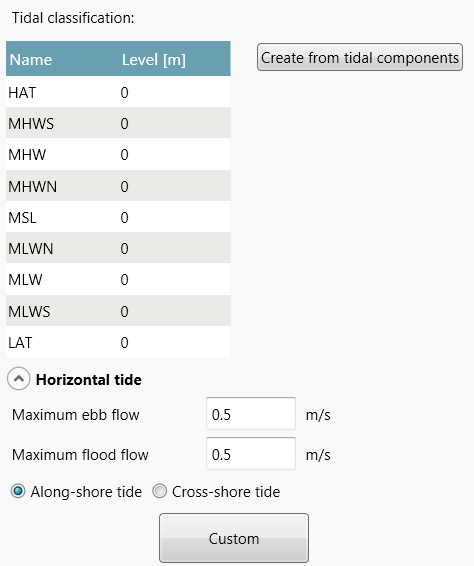 Tidal classification:
Name Level [m]
Create from tidal components
HAT 0
MHWS 0
MHW 0
MHWN 0
MSL 0
MLWN 0
MLW 0
MLWS 0
LAT 0
Horizontal tide
Maximum ebb flow 0.5 m/s
Maximum flood flow 0.5 m/s
Along-shore tide Cross-shore tide
Custom